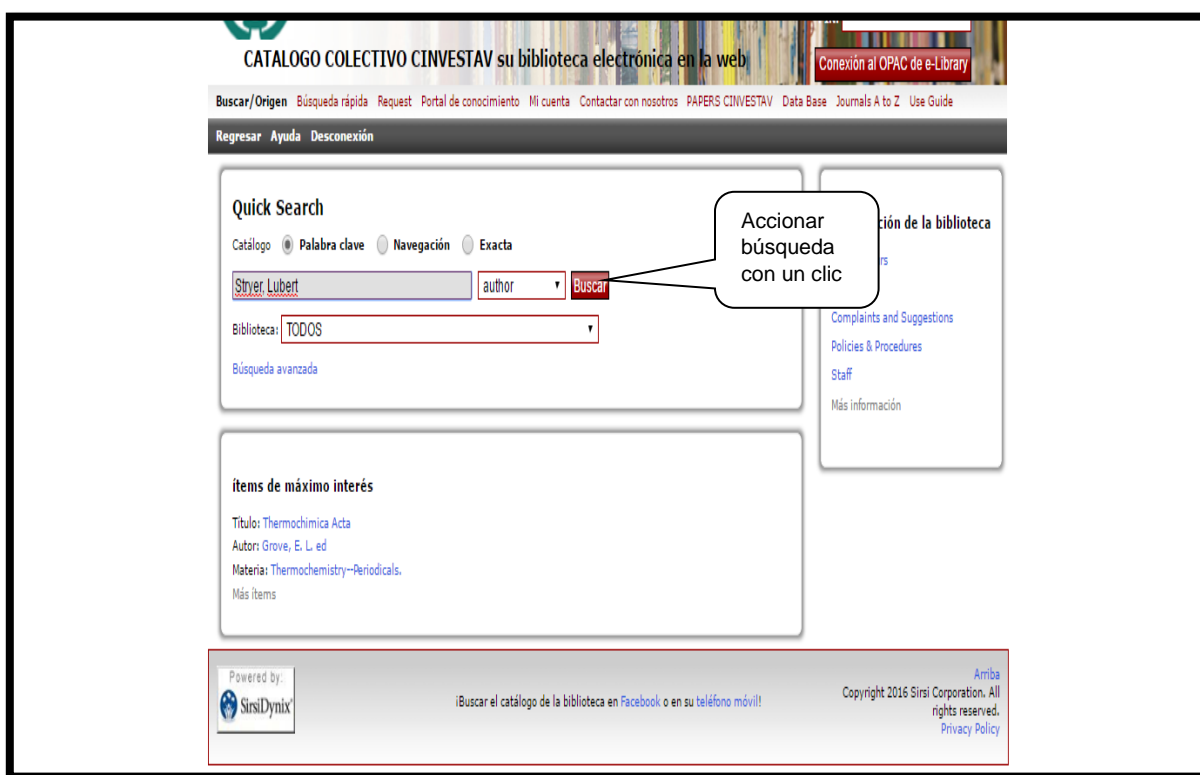 CATALOGO COLECTIVO CINVESTAV su biblioteca electrónica en la web
Conexión al OPAC de e-Library
Buscar/Origen Búsqueda rápida Request Portal de conocimiento Mi cuenta Contactar con nosotros PAPERS CINVESTAV Data Base Journals A to Z Use Guide
Regresar Ayuda Desconexión
Quick Search
Catálogo Palabra clave Navegación Exacta
Stryer, Lubert author Buscar
Biblioteca: TODOS
Búsqueda avanzada
Accionar
búsqueda
con un clic
ción de la biblioteca
rs
Complaints and Suggestions
Policies & Procedures
Staff
Más información
ítems de máximo interés
Título: Thermochimica Acta
Autor: Grove, E. L. ed
Materia: Thermochemistry--Periodicals.
Más ítems
Powered by:
SirsiDynix
¡Buscar el catálogo de la biblioteca en Facebook o en su teléfono móvil!
Arriba
Copyright 2016 Sirsi Corporation. All
rights reserved.
Privacy Policy